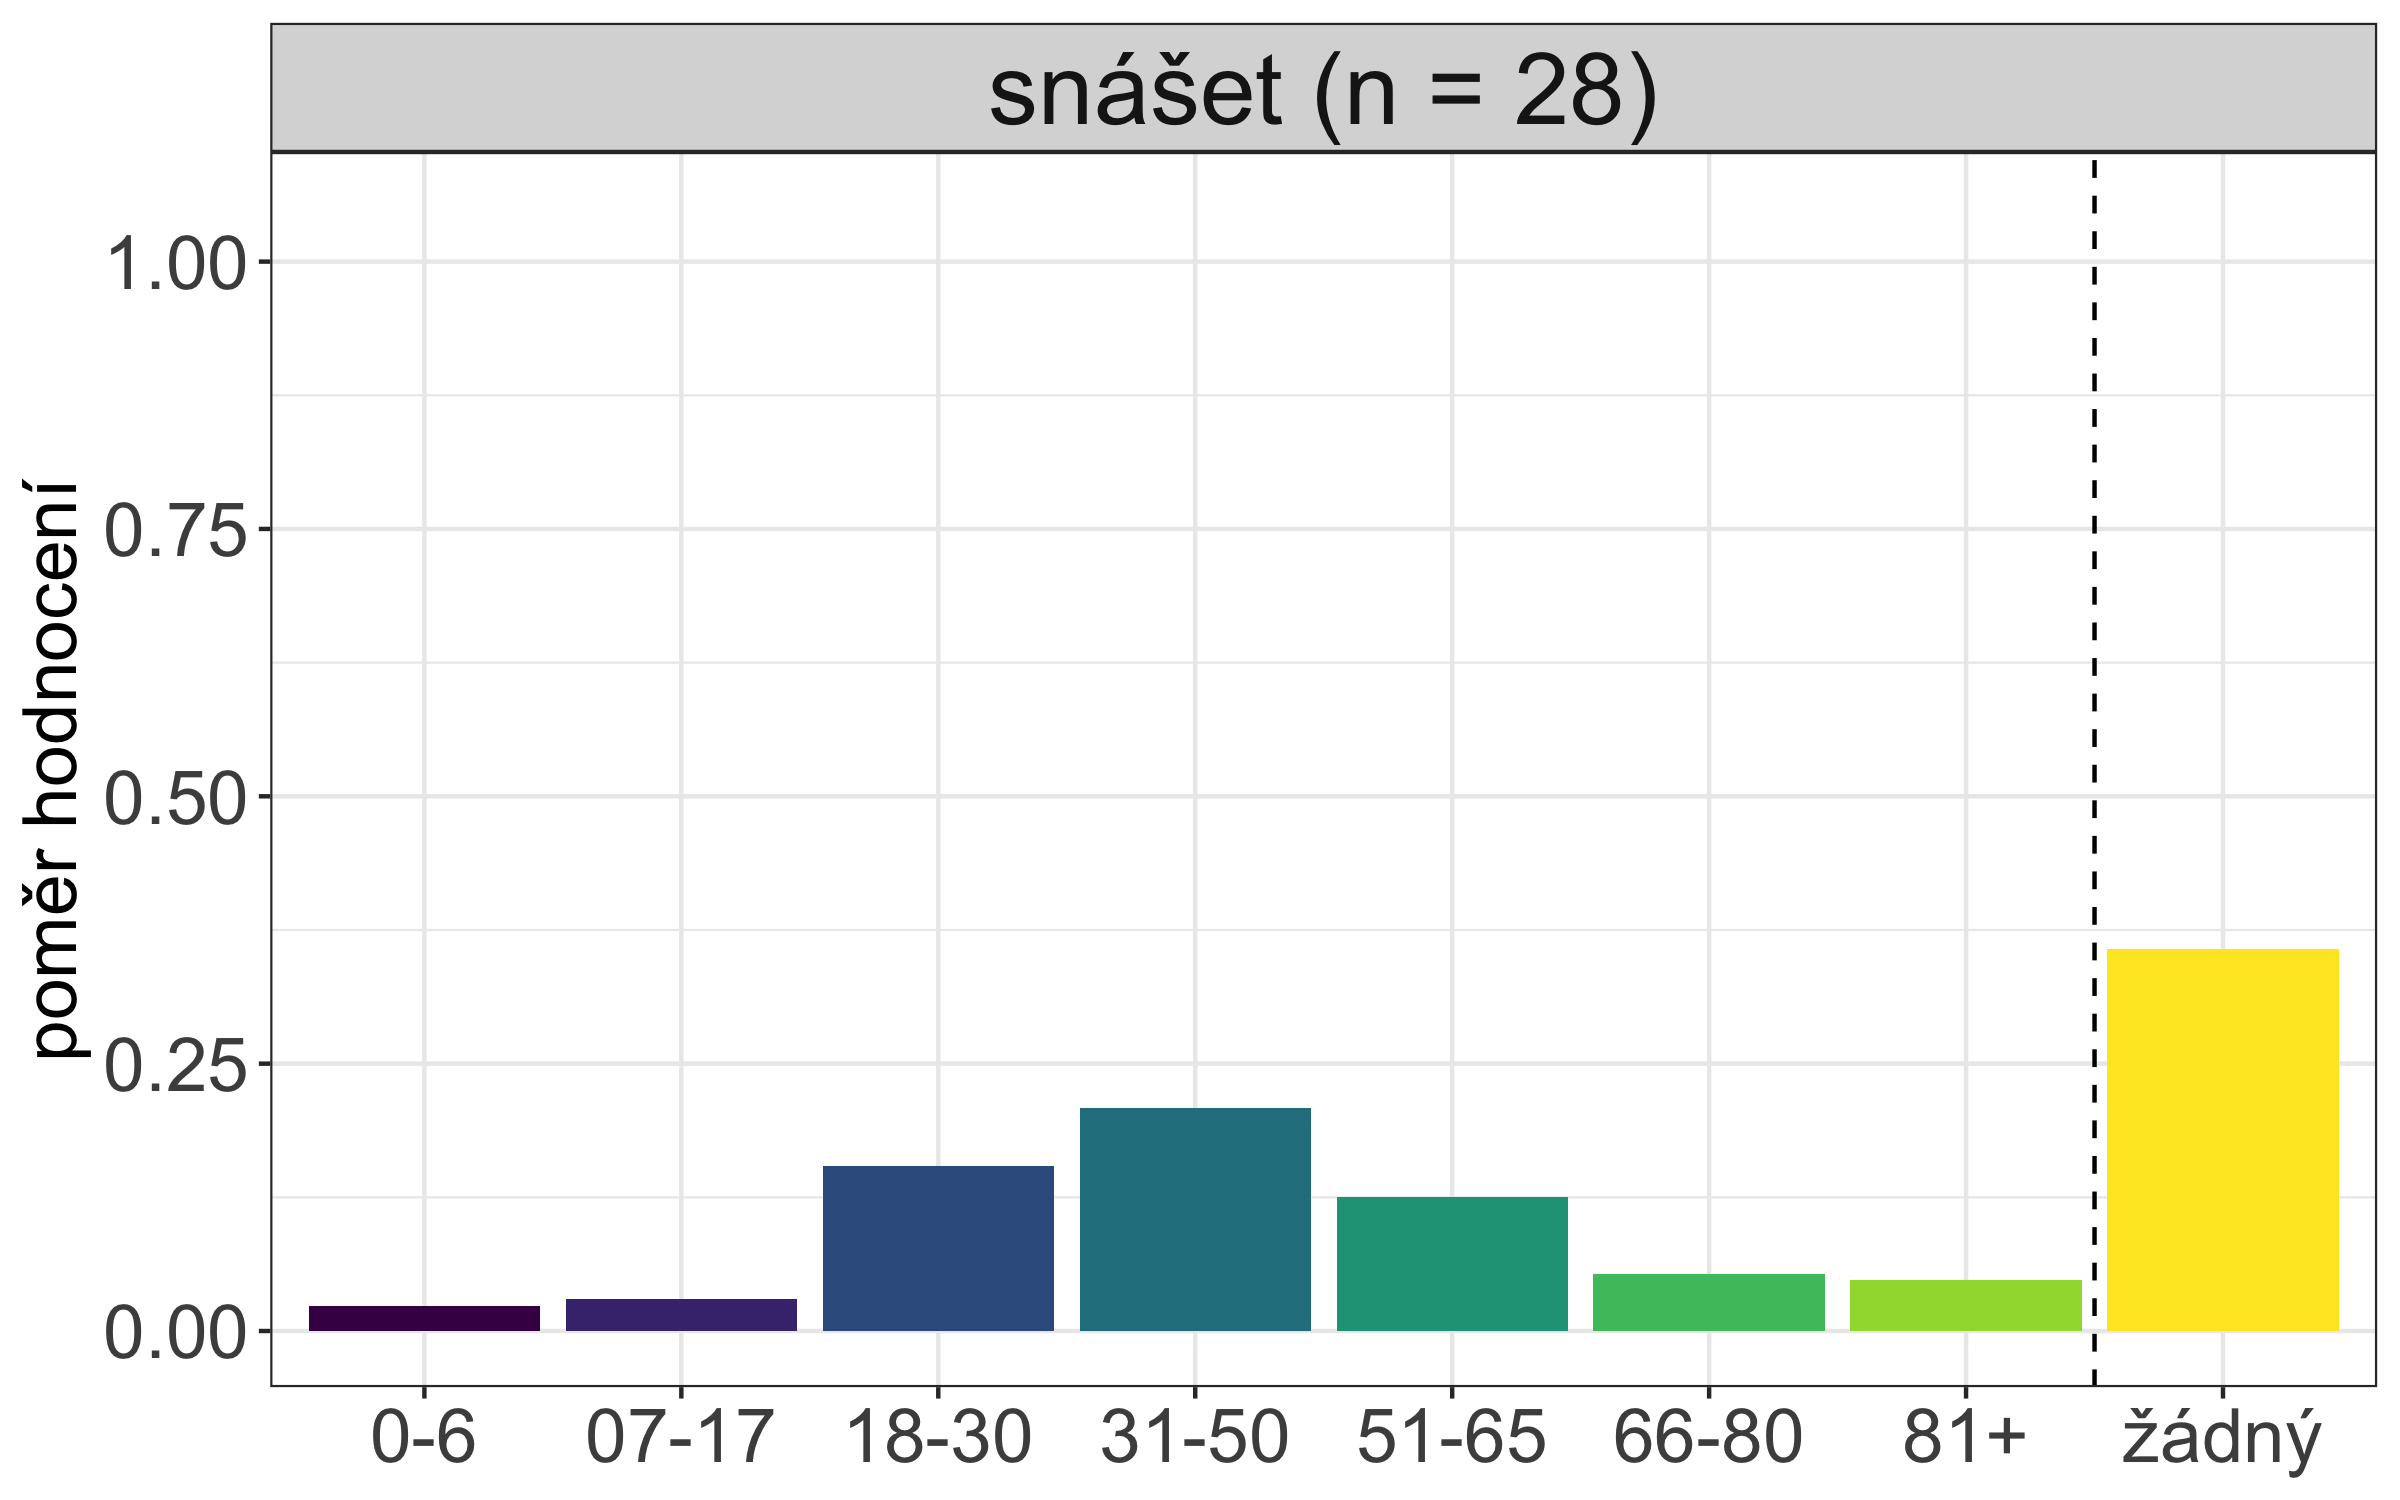 snášet (n = 28)
poměr hodnocení
1.00
0.75
0.50
0.25
0.00
0-6 07-17 18-30 31-50 51-65 66-80 81+ žádný